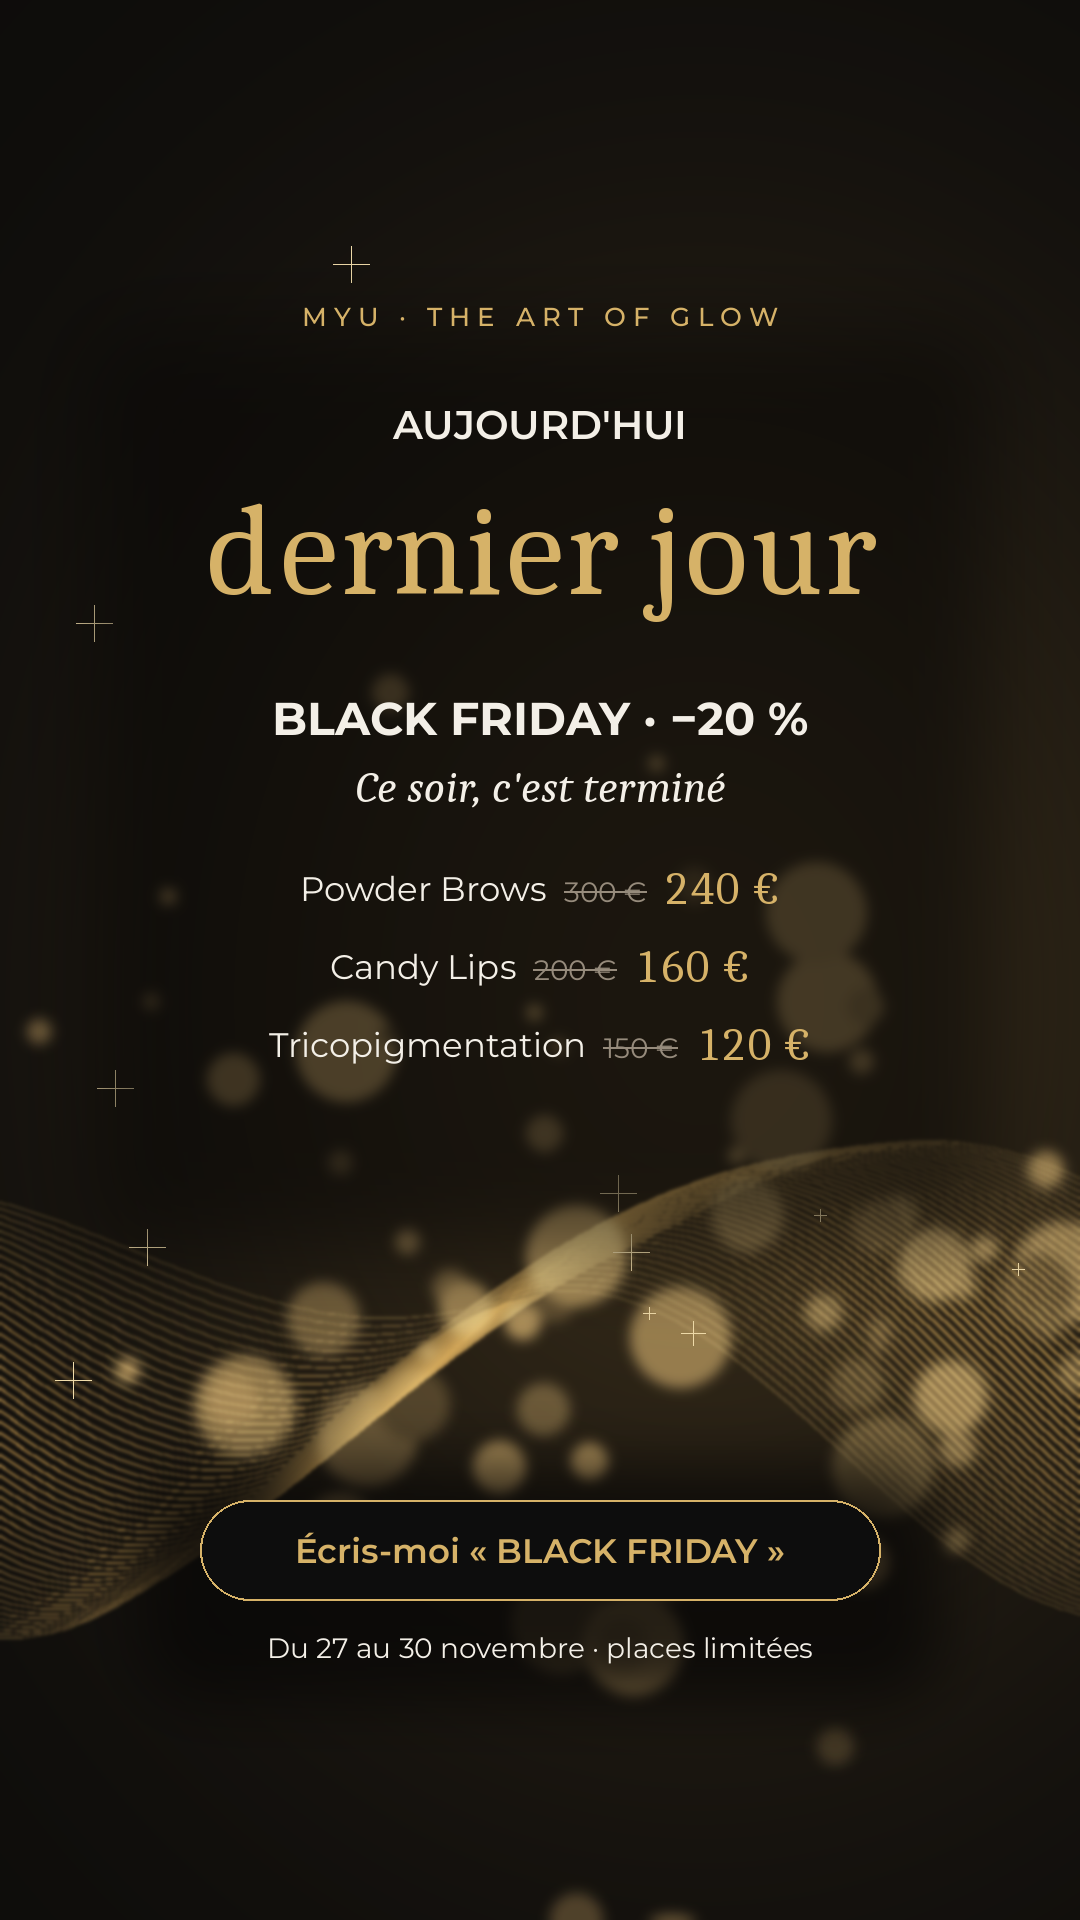 MYU · THE ART OF GLOW
AUJOURD'HUI
dernier jour
BLACK FRIDAY · −20 %
Ce soir, c'est terminé
Powder Brows 300 € 240 €
Candy Lips 200 € 160 €
Tricopigmentation 150 € 120 €
Écris-moi « BLACK FRIDAY »
Du 27 au 30 novembre · places limitées